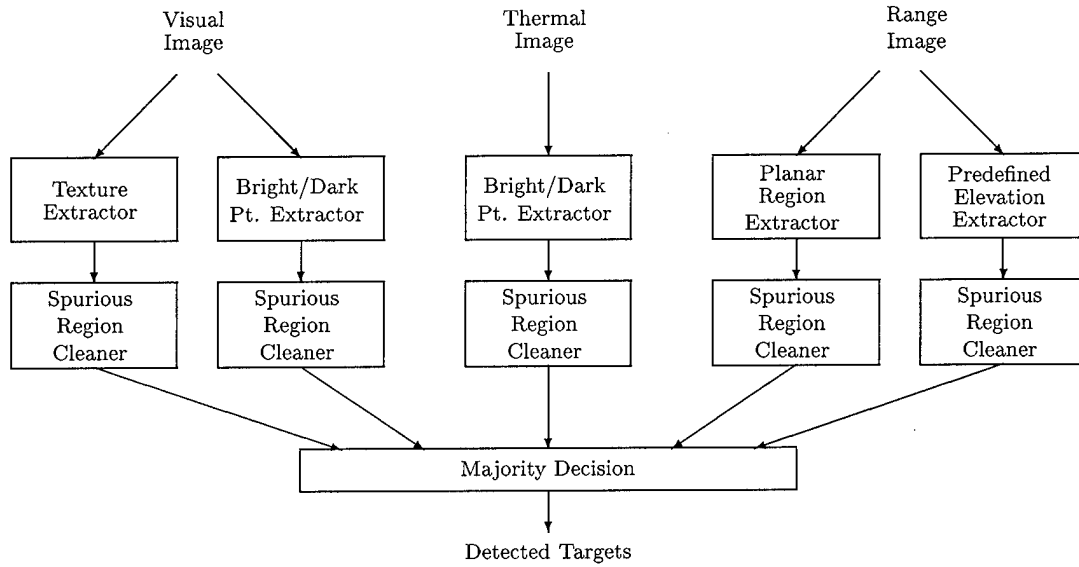 Visual
Image
Thermal
Image
Range
Image
Texture
Extractor
Bright/Dark
Pt. Extractor
Bright/Dark
Pt. Extractor
Planar
Region
Extractor
Predefined
Elevation
Extractor
Spurious
Region
Cleaner
Spurious
Region
Cleaner
Spurious
Region
Cleaner
Spurious
Region
Cleaner
Spurious
Region
Cleaner
Majority Decision
Detected Targets